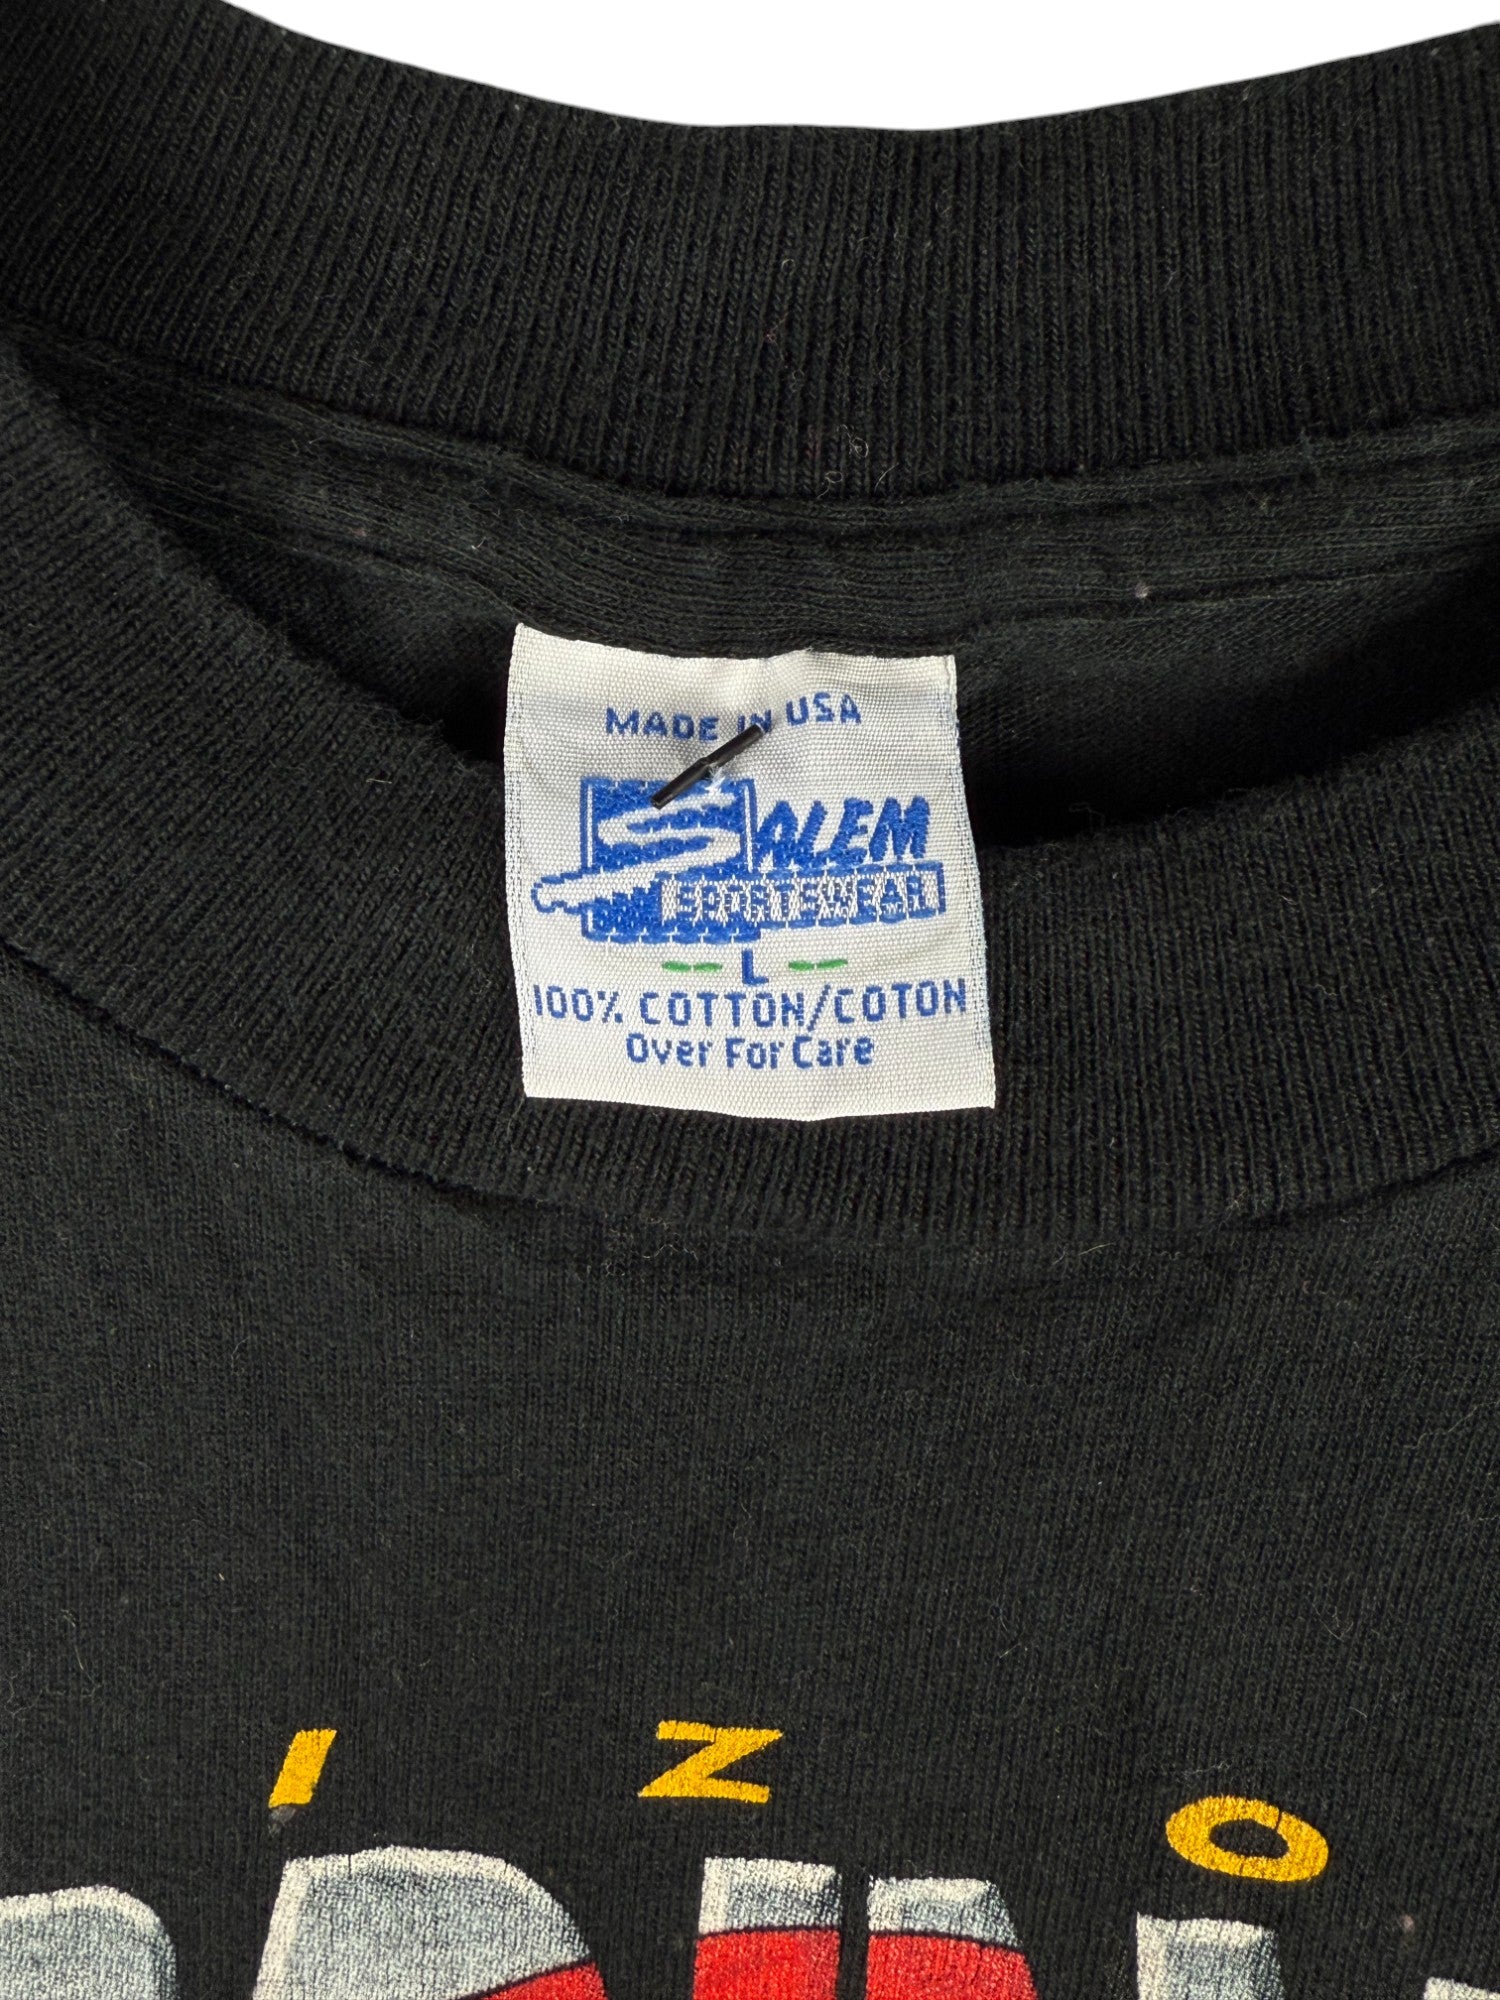 MADE IN USA
SALEM
SPORTSWEAR
-- L --
100% COTTON/COTON
Over For Care
I Z O